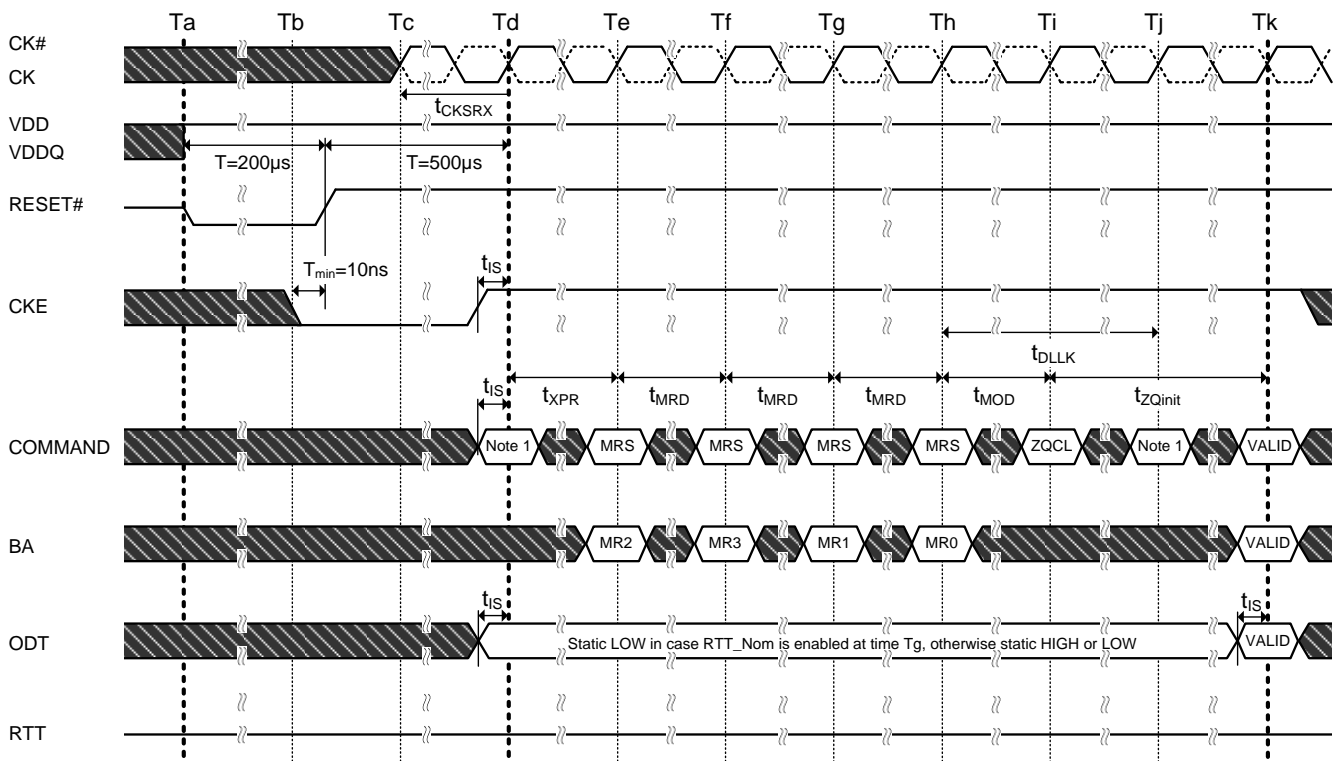 Ta Tb Tc Td Te Tf Tg Th Ti Tj Tk
CK#
CK
tCKSRX
VDD
VDDQ
T=200µs T=500µs
RESET#
Tmin=10ns tIS
CKE
tDLLK
tIS tXPR tMRD tMRD tMRD tMOD tZQinit
COMMAND Note 1 MRS MRS MRS MRS ZQCL Note 1 VALID
BA MR2 MR3 MR1 MR0 VALID
tIS tIS
ODT Static LOW in case RTT_Nom is enabled at time Tg, otherwise static HIGH or LOW VALID
RTT